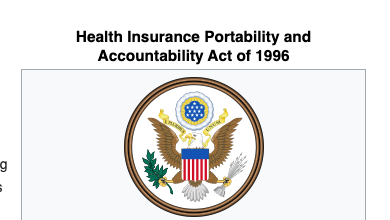 Health Insurance Portability and
Accountability Act of 1996
g
s